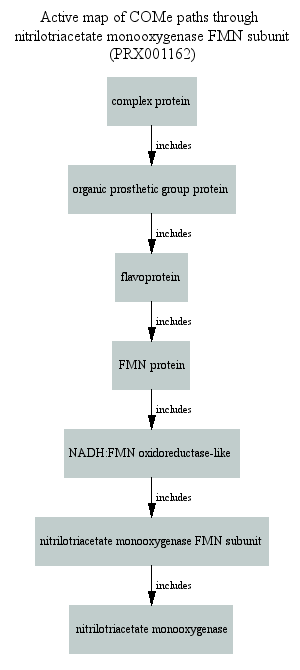 Active map of COMe paths through
nitrilotriacetate monooxygenase FMN subunit
(PRX001162)
complex protein
includes
organic prosthetic group protein
includes
flavoprotein
includes
FMN protein
includes
NADH:FMN oxidoreductase-like
includes
nitrilotriacetate monooxygenase FMN subunit
includes
nitrilotriacetate monooxygenase